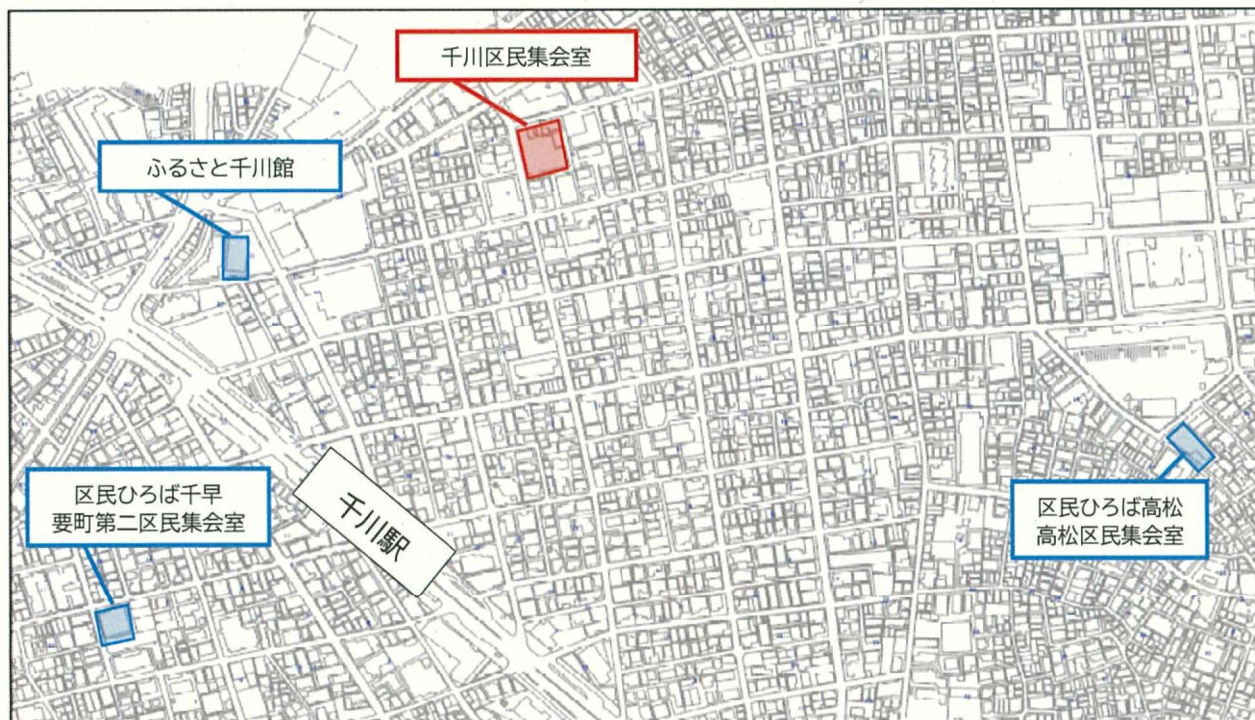 千川区民集会室
ふるさと千川館
区民ひろば千早
要町第二区民集会室
千川駅
区民ひろば高松
高松区民集会室